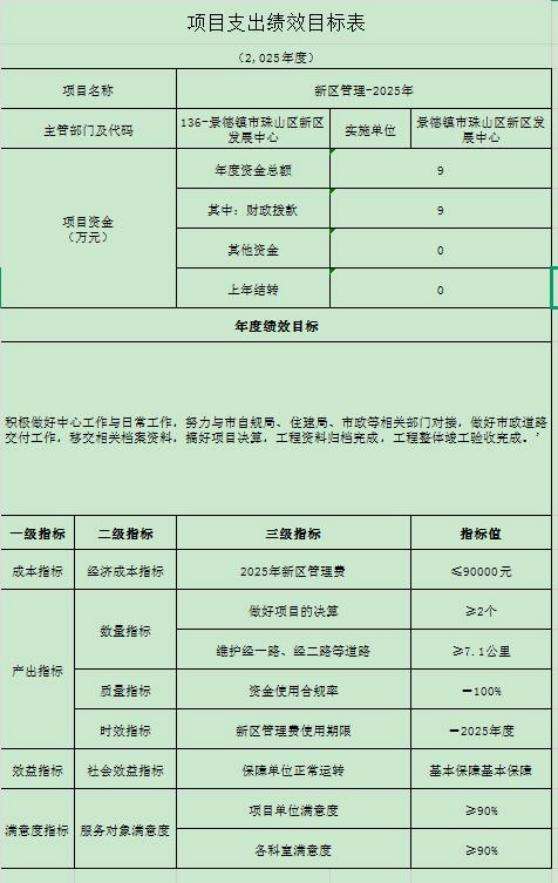 项目支出绩效目标表
（2,025年度）
项目名称 新区管理-2025年
主管部门及代码 136-景德镇市珠山区新区发展中心 实施单位 景德镇市珠山区新区发展中心
项目资金（万元） 年度资金总额 9
其中：财政拨款 9
其他资金 0
上年结转 0
年度绩效目标
积极做好中心工作与日常工作，努力与市自规局、住建局、市政等相关部门对接，做好市政道路
交付工作，移交相关档案资料，搞好项目决算，工程资料归档完成，工程整体竣工验收完成。'
一级指标 二级指标 三级指标 指标值
成本指标 经济成本指标 2025年新区管理费 ≤90000元
产出指标 数量指标 做好项目的决算 ≥2个
维护经一路、经二路等道路 ≥7.1公里
质量指标 资金使用合规率 =100%
时效指标 新区管理费使用期限 =2025年度
效益指标 社会效益指标 保障单位正常运转 基本保障基本保障
满意度指标 服务对象满意度 项目单位满意度 ≥90%
各科室满意度 ≥90%